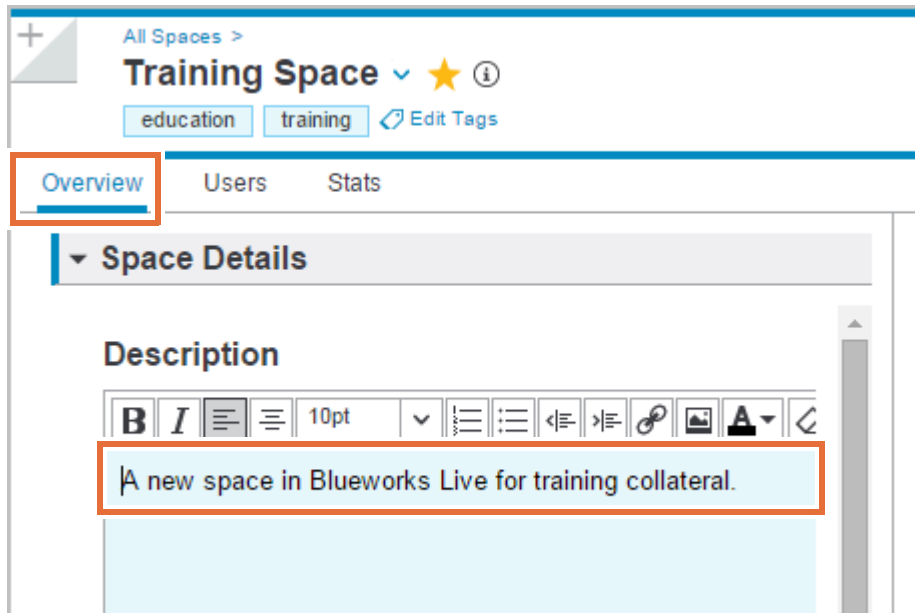 All Spaces >
Training Space
education training Edit Tags
Overview Users Stats
Space Details
Description
B I 10pt A
A new space in Blueworks Live for training collateral.